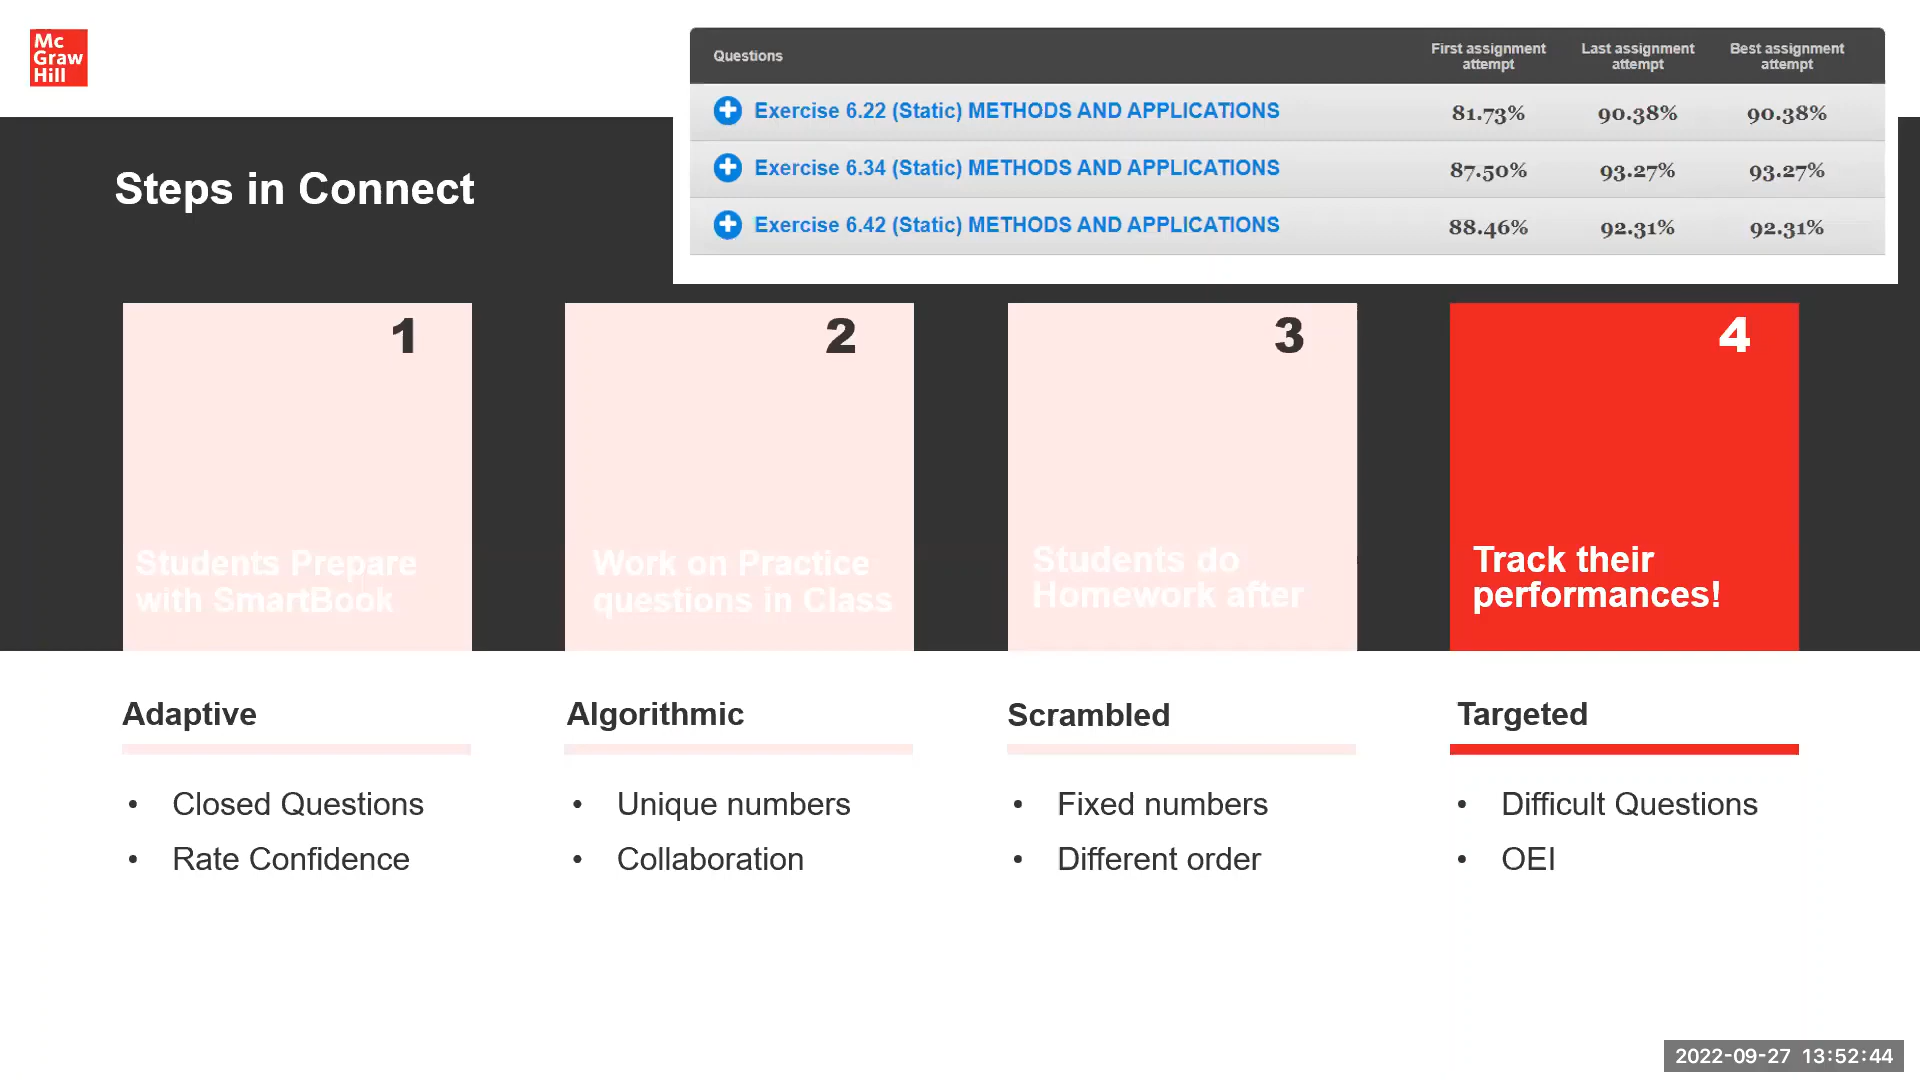 Mc
Graw
Hill
Questions
First assignment
attempt
Last assignment
attempt
Best assignment
attempt
Exercise 6.22 (Static) METHODS AND APPLICATIONS 81.73% 90.38% 90.38%
Exercise 6.34 (Static) METHODS AND APPLICATIONS 87.50% 93.27% 93.27%
Exercise 6.42 (Static) METHODS AND APPLICATIONS 88.46% 92.31% 92.31%
Steps in Connect
1
Students Prepare
with SmartBook
2
Work on Practice
questions in Class
3
Students do
Homework after
4
Track their
performances!
Adaptive
• Closed Questions
• Rate Confidence
Algorithmic
• Unique numbers
• Collaboration
Scrambled
• Fixed numbers
• Different order
Targeted
• Difficult Questions
• OEI
2022-09-27 13:52:44